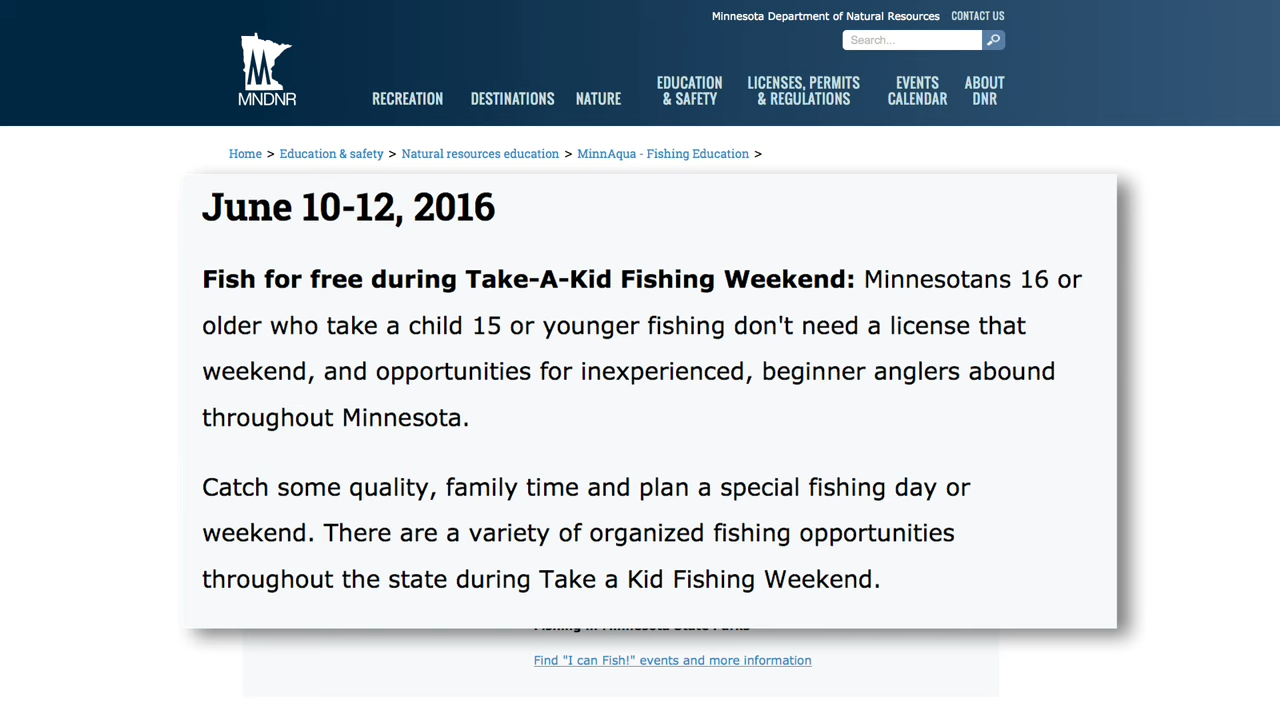 Minnesota Department of Natural Resources CONTACT US
Search...
MNDNR
RECREATION DESTINATIONS NATURE EDUCATION & SAFETY LICENSES, PERMITS & REGULATIONS EVENTS CALENDAR ABOUT DNR
Home > Education & safety > Natural resources education > MinnAqua - Fishing Education >
June 10-12, 2016
Fish for free during Take-A-Kid Fishing Weekend: Minnesotans 16 or
older who take a child 15 or younger fishing don't need a license that
weekend, and opportunities for inexperienced, beginner anglers abound
throughout Minnesota.
Catch some quality, family time and plan a special fishing day or
weekend. There are a variety of organized fishing opportunities
throughout the state during Take a Kid Fishing Weekend.
Fishing in Minnesota State Parks
Find "I can Fish!" events and more information